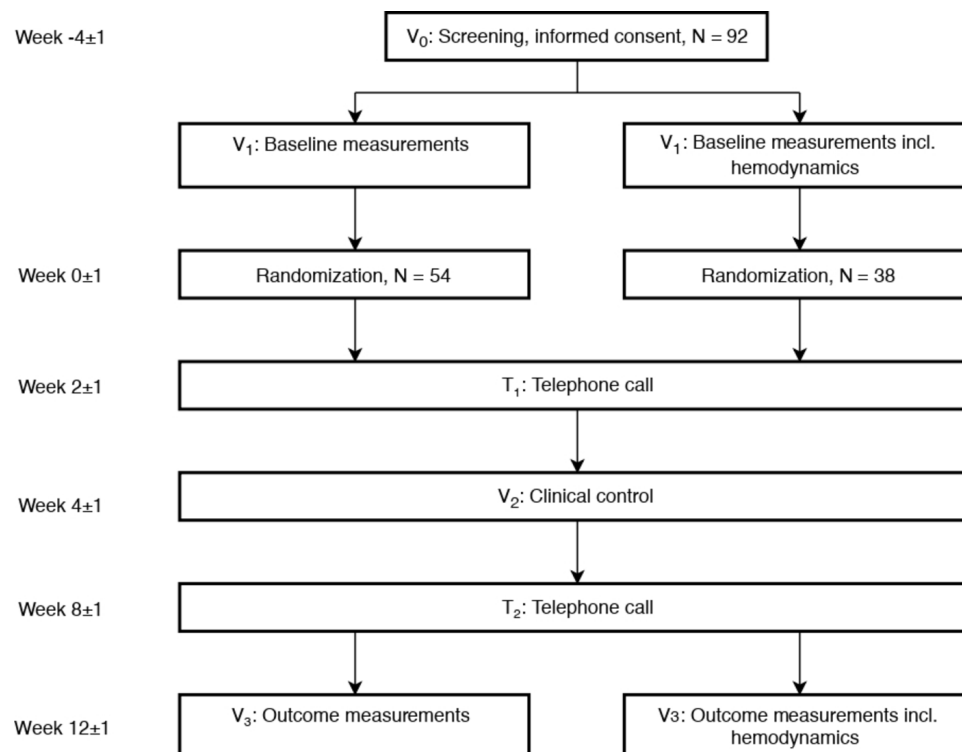 Week -4±1
V₀: Screening, informed consent, N = 92
V₁: Baseline measurements
V₁: Baseline measurements incl.
hemodynamics
Week 0±1
Randomization, N = 54
Randomization, N = 38
Week 2±1
T₁: Telephone call
Week 4±1
V₂: Clinical control
Week 8±1
T₂: Telephone call
Week 12±1
V₃: Outcome measurements
V3: Outcome measurements incl.
hemodynamics